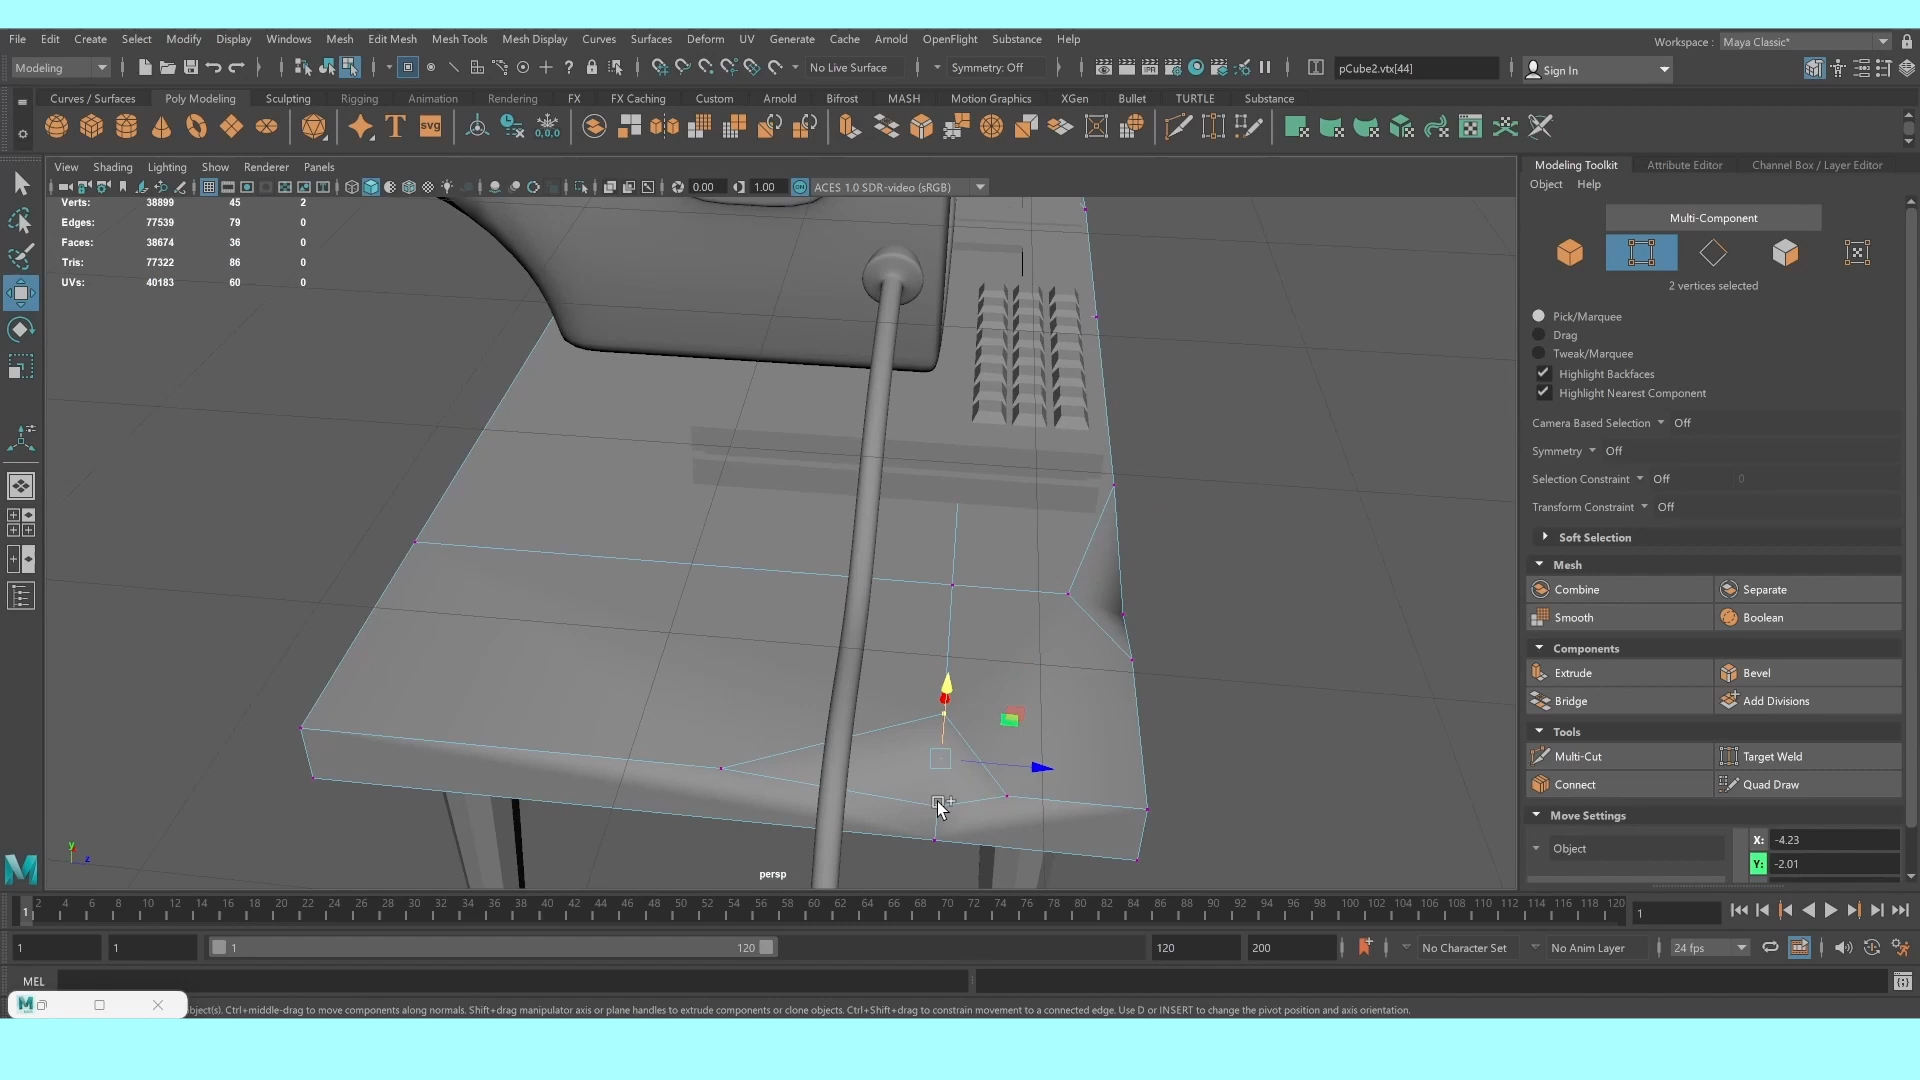 File Edit Create Select Modify Display Windows Mesh Edit Mesh Mesh Tools Mesh Display Curves Surfaces Deform UV Generate Cache Arnold OpenFlight Substance Help
Workspace : Maya Classic*
Modeling
No Live Surface
Symmetry: Off
pCube2.vtx[44]
Sign In
Curves / Surfaces Poly Modeling Sculpting Rigging Animation Rendering FX FX Caching Custom Arnold Bifrost MASH Motion Graphics XGen Bullet TURTLE Substance
T svg 0,0,0
View Shading Lighting Show Renderer Panels
0.00 1.00 ON ACES 1.0 SDR-video (sRGB)
Verts: 38899 45 2
Edges: 77539 79 0
Faces: 38674 36 0
Tris: 77322 86 0
UVs: 40183 60 0
y
z
persp
Modeling Toolkit Attribute Editor Channel Box / Layer Editor
Object Help
Multi-Component
2 vertices selected
Pick/Marquee
Drag
Tweak/Marquee
Highlight Backfaces
Highlight Nearest Component
Camera Based Selection Off
Symmetry Off
Selection Constraint Off 0
Transform Constraint Off
Soft Selection
Mesh
Combine Separate
Smooth Boolean
Components
Extrude Bevel
Bridge Add Divisions
Tools
Multi-Cut Target Weld
Connect Quad Draw
Move Settings
Object
X: -4.23
Y: -2.01
1 2 4 6 8 10 12 14 16 18 20 22 24 26 28 30 32 34 36 38 40 42 44 46 48 50 52 54 56 58 60 62 64 66 68 70 72 74 76 78 80 82 84 86 88 90 92 94 96 98 100 102 104 106 108 110 112 114 116 120
1
1 1 1 120 120 200 No Character Set No Anim Layer 24 fps
MEL
M
bject(s). Ctrl+middle-drag to move components along normals. Shift+drag manipulator axis or plane handles to extrude components or clone objects. Ctrl+Shift+drag to constrain movement to a connected edge. Use D or INSERT to change the pivot position and axis orientation.